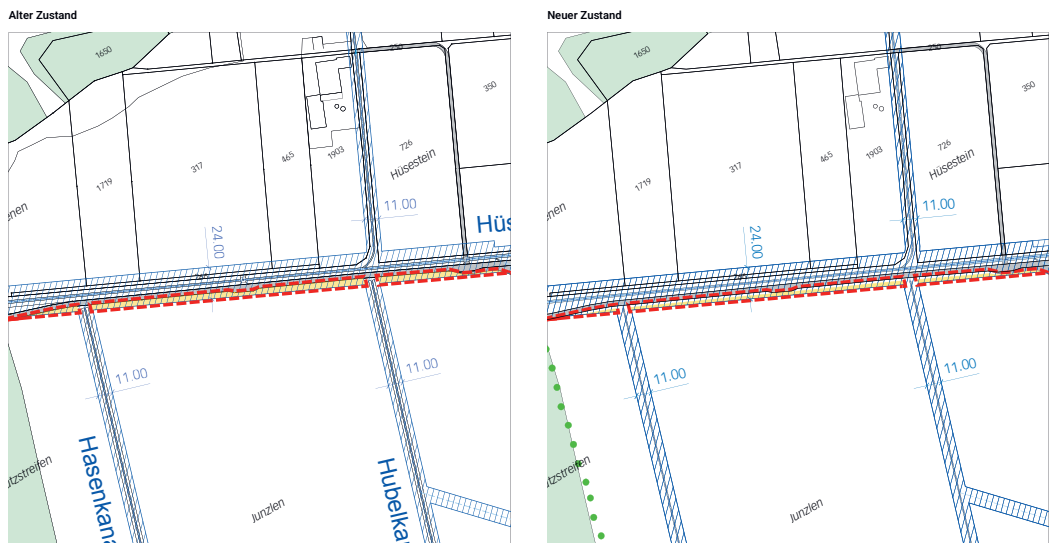 Alter Zustand
1650
350
317
465
1903
726
1719
Hüsestein
enen
11.00
24.00
Hüs
11.00
11.00
Hasenkana
Hubelka
utzstreifen
Junzlen
Neuer Zustand
1650
350
317
465
1903
726
1719
Hüsestein
enen
11.00
24.00
11.00
11.00
utzstreifen
Junzlen